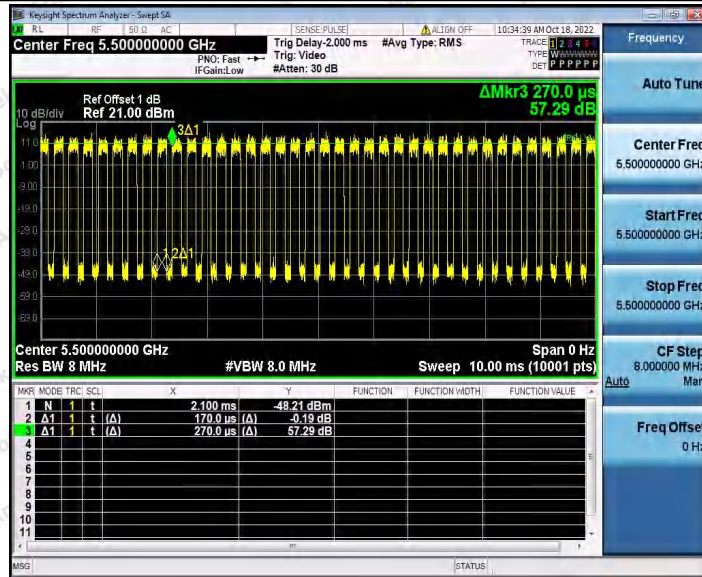 Keysight Spectrum Analyzer - Swept SA
RL RF 50 Ω AC SENSE:PULSE ALIGN OFF 10:34:39 AM Oct 18, 2022
Center Freq 5.500000000 GHz
PNO: Fast
IFGain:Low
Trig Delay-2.000 ms
Trig: Video
#Atten: 30 dB
#Avg Type: RMS
TRACE 1 2 3 4 5 6
TYPE
DET P P P P P P
Ref Offset 1 dB
10 dB/div Ref 21.00 dBm
Log
ΔMkr3 270.0 µs
57.29 dB
3Δ1
11.0
1.00
-9.00
-19.0
-29.0
-39.0
2Δ1
-49.0
-59.0
-69.0
Center 5.500000000 GHz Span 0 Hz
Res BW 8 MHz #VBW 8.0 MHz Sweep 10.00 ms (10001 pts)
MKR MODE TRC SCL X Y FUNCTION FUNCTION WIDTH FUNCTION VALUE
1 N 1 t 2.100 ms -48.21 dBm
2 Δ1 1 t (Δ) 170.0 µs (Δ) -0.19 dB
3 Δ1 1 t (Δ) 270.0 µs (Δ) 57.29 dB
4
5
6
7
8
9
10
11
MSG STATUS
Frequency
Auto Tune
Center Freq
5.500000000 GHz
Start Freq
5.500000000 GHz
Stop Freq
5.500000000 GHz
CF Step
8.000000 MHz
Auto Man
Freq Offset
0 Hz